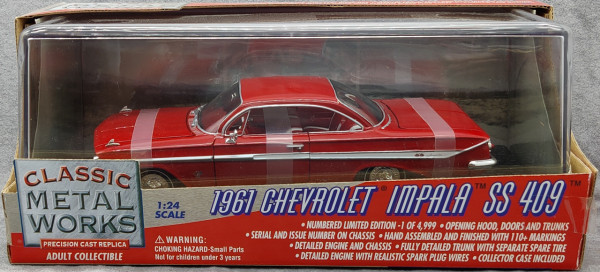 CLASSIC
METAL
WORKS
PRECISION CAST REPLICA
ADULT COLLECTIBLE
1:24
SCALE
1961 CHEVROLET® IMPALA™ SS 409™
⚠WARNING:
CHOKING HAZARD-Small Parts
Not for children under 3 years
• NUMBERED LIMITED EDITION - 1 OF 4,999 • OPENING HOOD, DOORS AND TRUNKS
• SERIAL AND ISSUE NUMBER ON CHASSIS • HAND ASSEMBLED AND FINISHED WITH 110+ MARKINGS
• DETAILED ENGINE AND CHASSIS • FULLY DETAILED TRUNK WITH SEPARATE SPARE TIRE
• DETAILED ENGINE WITH REALISTIC SPARK PLUG WIRES • COLLECTOR CASE INCLUDED